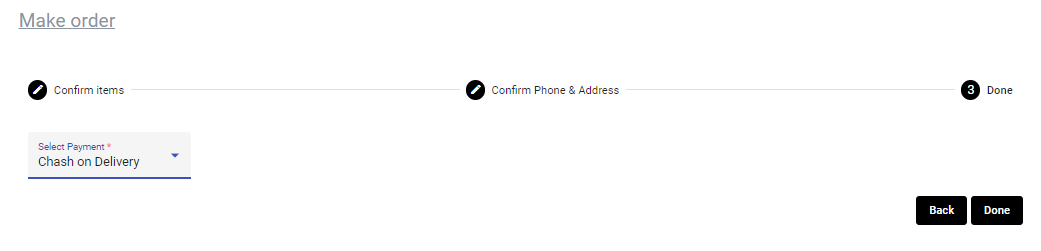 Make order
Confirm items
Confirm Phone & Address
3 Done
Select Payment *
Chash on Delivery
Back
Done